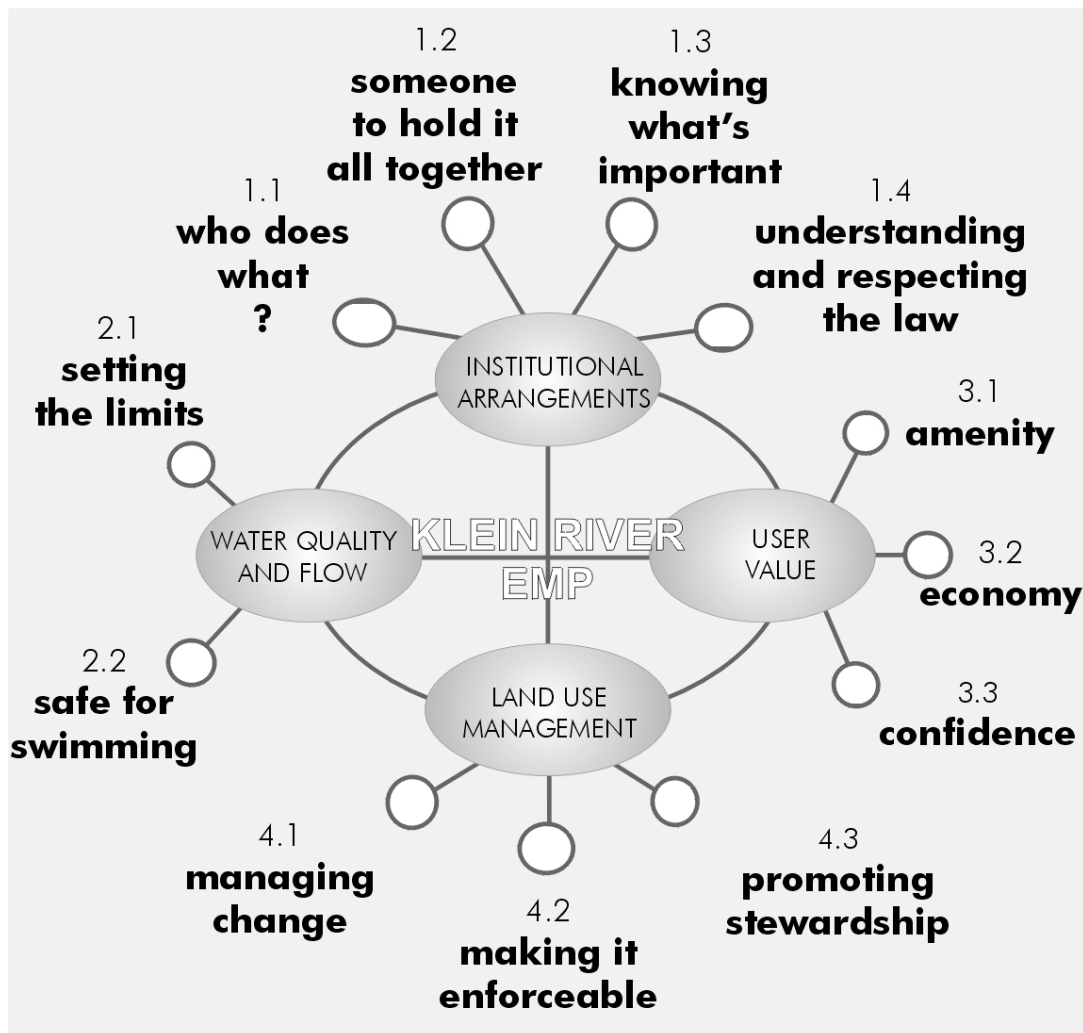 1.2
someone
to hold it
all together
1.3
knowing
what's
important
1.1
who does
what
?
1.4
understanding
and respecting
the law
2.1
setting
the limits
INSTITUTIONAL
ARRANGEMENTS
3.1
amenity
WATER QUALITY
AND FLOW
KLEIN RIVER
EMP
USER
VALUE
3.2
economy
2.2
safe for
swimming
LAND USE
MANAGEMENT
3.3
confidence
4.1
managing
change
4.2
making it
enforceable
4.3
promoting
stewardship